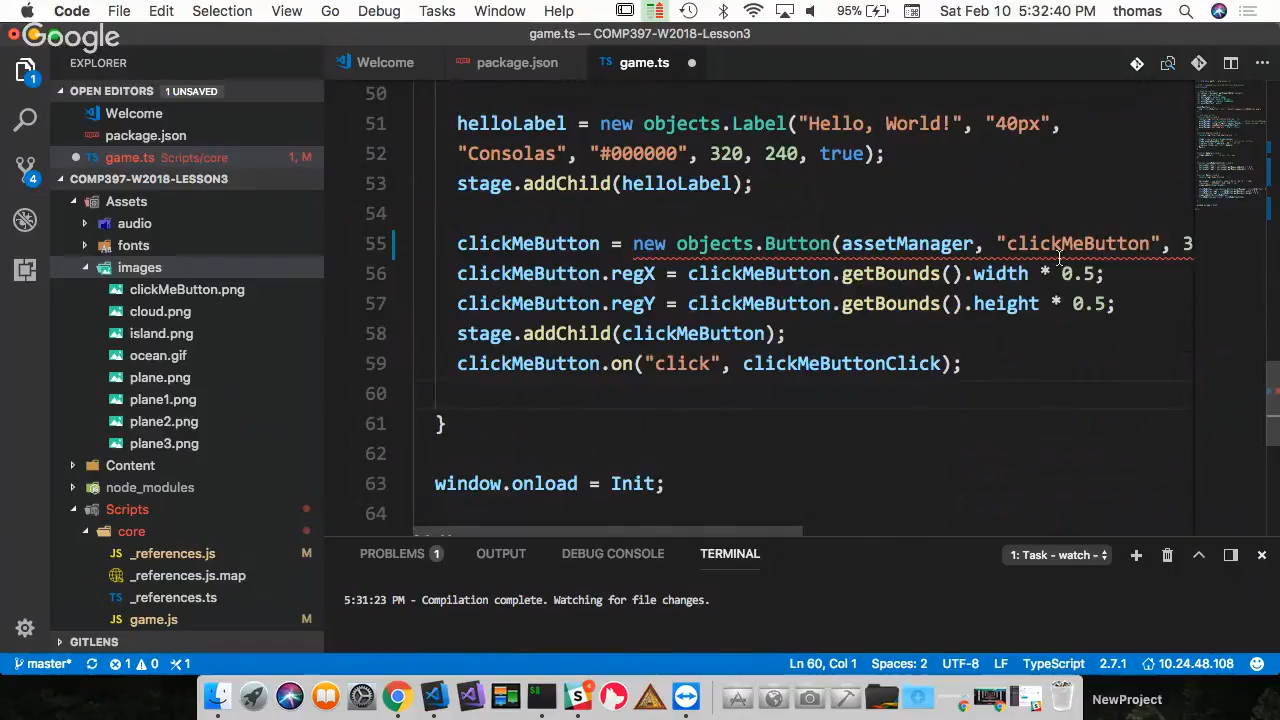 Code File Edit Selection View Go Debug Tasks Window Help 95% Sat Feb 10 5:32:40 PM thomas
Google
game.ts — COMP397-W2018-Lesson3
EXPLORER
Welcome package.json TS game.ts
OPEN EDITORS 1 UNSAVED
Welcome
package.json
game.ts Scripts/core 1, M
COMP397-W2018-LESSON3
Assets
audio
fonts
images
clickMeButton.png
cloud.png
island.png
ocean.gif
plane.png
plane1.png
plane2.png
plane3.png
Content
node_modules
Scripts
core
JS _references.js M
_references.js.map
TS _references.ts
JS game.js M
GITLENS
50
51 helloLabel = new objects.Label("Hello, World!", "40px",
52 "Consolas", "#000000", 320, 240, true);
53 stage.addChild(helloLabel);
54
55 clickMeButton = new objects.Button(assetManager, "clickMeButton", 3
56 clickMeButton.regX = clickMeButton.getBounds().width * 0.5;
57 clickMeButton.regY = clickMeButton.getBounds().height * 0.5;
58 stage.addChild(clickMeButton);
59 clickMeButton.on("click", clickMeButtonClick);
60
61 }
62
63 window.onload = Init;
64
PROBLEMS 1 OUTPUT DEBUG CONSOLE TERMINAL 1: Task - watch -
5:31:23 PM - Compilation complete. Watching for file changes.
master* 1 0 1 Ln 60, Col 1 Spaces: 2 UTF-8 LF TypeScript 2.7.1 10.24.48.108
NewProject